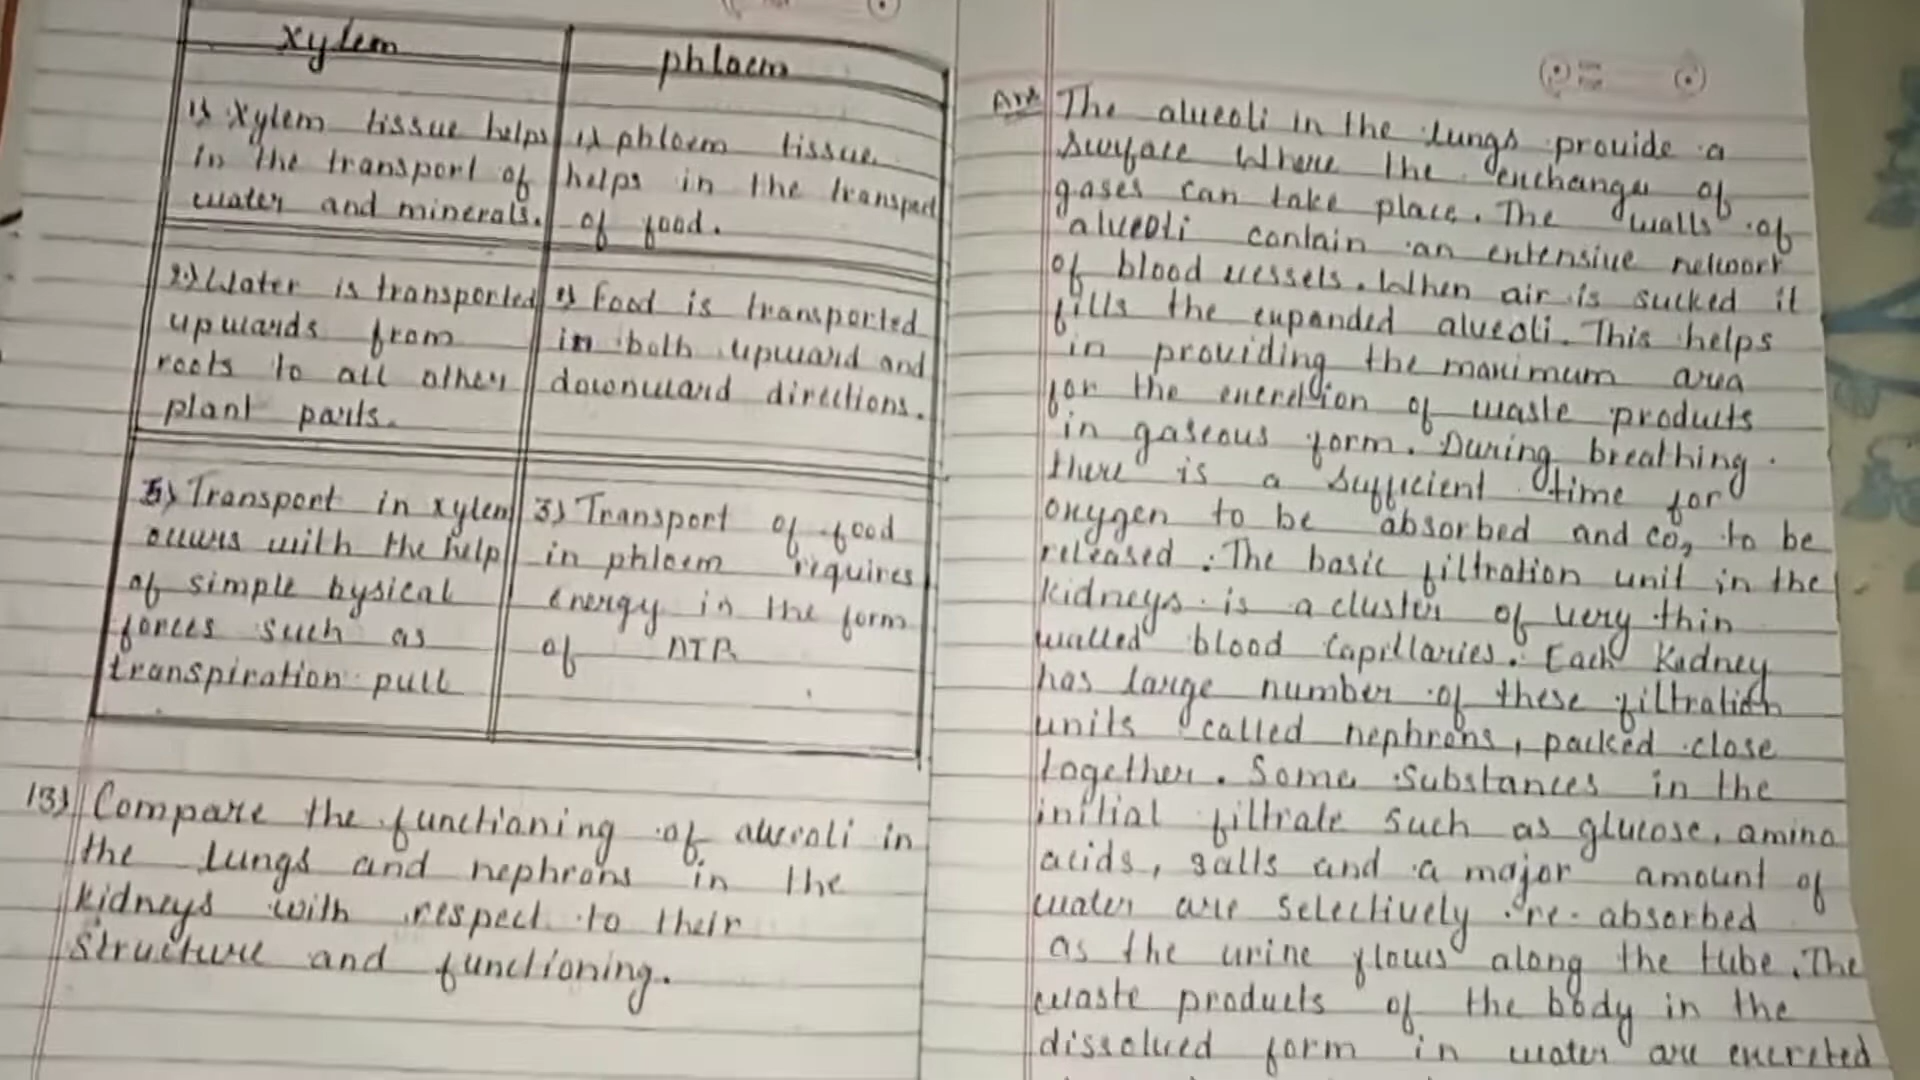 xylem
phloem
1) Xylem tissue helps
in the transport of
water and minerals.
1) phloem tissue
helps in the transport
of food.
2) Water is transported
upwards from
roots to all other
plant parts.
2) Food is transported
in both upward and
downward directions.
3) Transport in xylem
occurs with the help
of simple bysical
forces such as
transpiration pull
3) Transport of food
in phloem requires
energy in the form
of ATP.
13) Compare the functioning of alveoli in
the lungs and nephrons in the
kidneys with respect to their
structure and functioning.
Ans The alveoli in the lungs provide a
surface where the exchange of
gases can take place. The walls of
alveoli contain an extensive network
of blood vessels. When air is sucked it
fills the expanded alveoli. This helps
in providing the maximum area
for the excretion of waste products
in gaseous form. During breathing
there is a sufficient time for
oxygen to be absorbed and co2 to be
released. The basic filtration unit in the
kidneys is a cluster of very thin
walled blood capillaries. Each Kidney
has large number of these filtration
units called nephrons, packed close
together. Some substances in the
initial filtrate such as glucose, amino
acids, salts and a major amount of
water are selectively re-absorbed
as the urine flows along the tube. The
waste products of the body in the
dissolved form in water are excreted